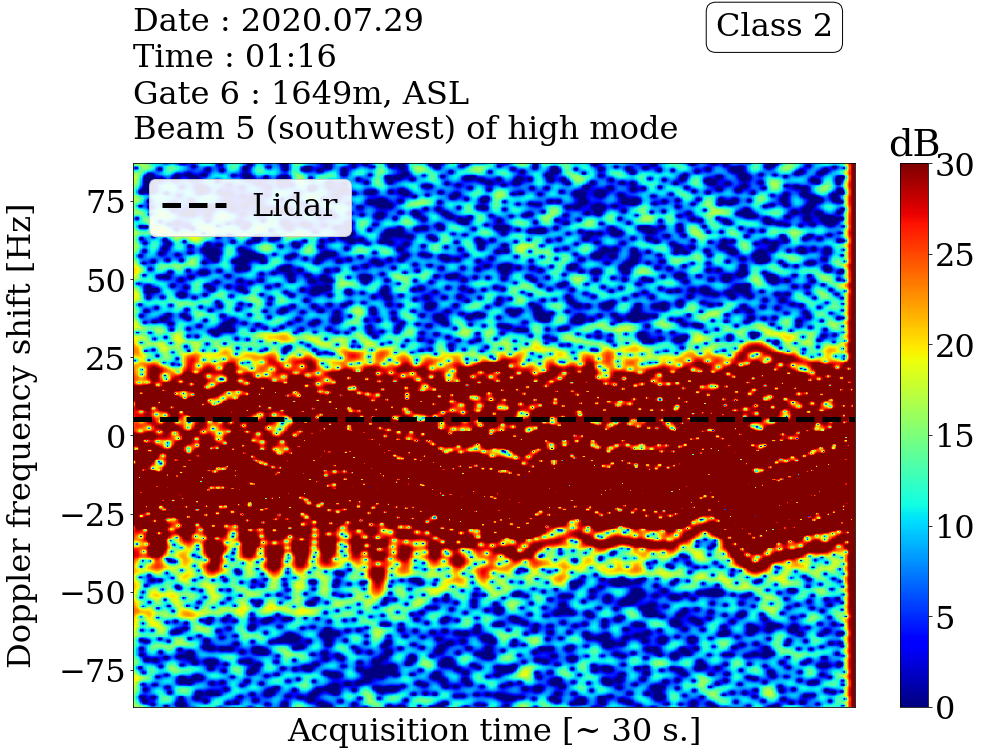 Date : 2020.07.29
Time : 01:16
Gate 6 : 1649m, ASL
Beam 5 (southwest) of high mode
Class 2
dB
Lidar
Doppler frequency shift [Hz]
75
50
25
0
−25
−50
−75
30
25
20
15
10
5
0
Acquisition time [~ 30 s.]